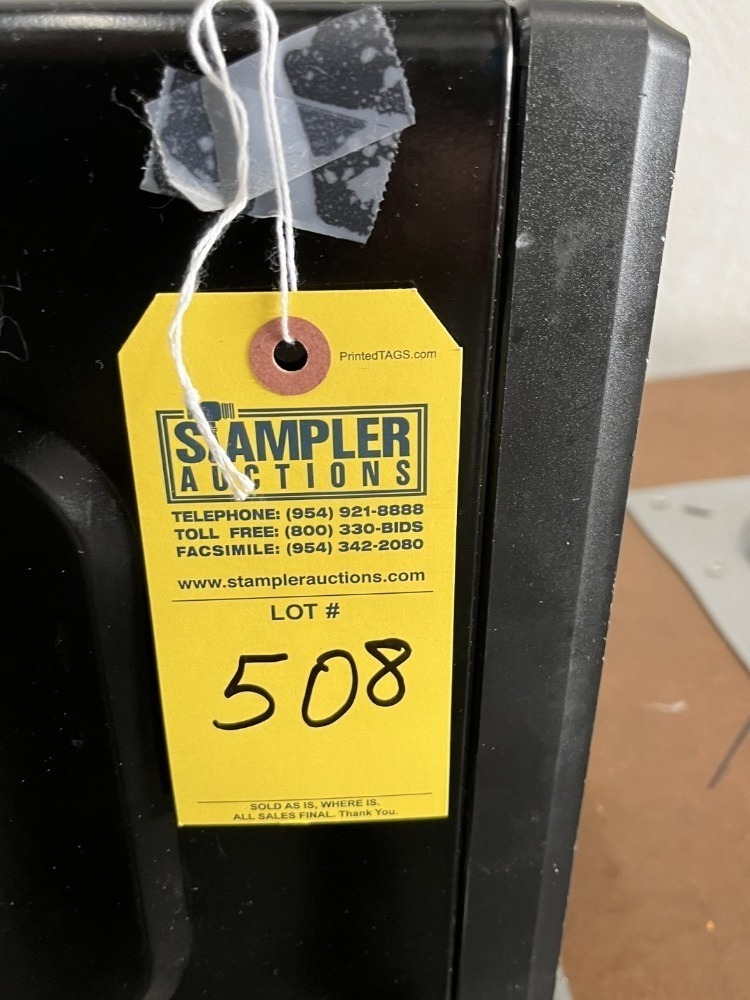 PrintedTAGS.com
STAMPLER
AUCTIONS
TELEPHONE: (954) 921-8888
TOLL FREE: (800) 330-BIDS
FACSIMILE: (954) 342-2080
www.stamplerauctions.com
LOT #
508
SOLD AS IS, WHERE IS.
ALL SALES FINAL. Thank You.